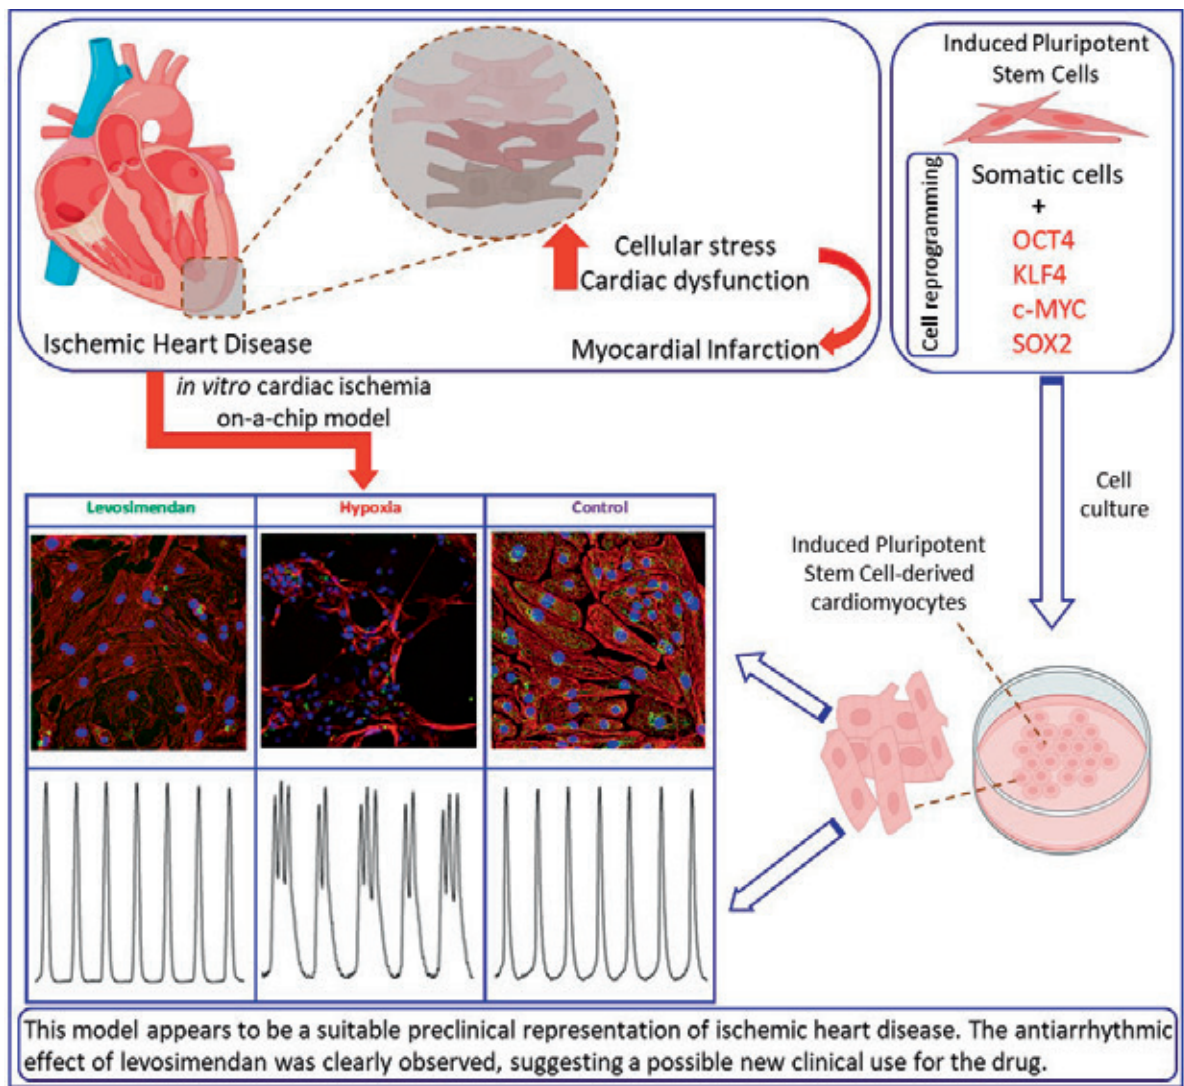 Cellular stress
Cardiac dysfunction
Ischemic Heart Disease
Myocardial Infarction
Induced Pluripotent
Stem Cells
Cell reprogramming
Somatic cells
+
OCT4
KLF4
c-MYC
SOX2
in vitro cardiac ischemia
on-a-chip model
Cell
culture
Levosimendan
Hypoxia
Control
Induced Pluripotent
Stem Cell-derived
cardiomyocytes
This model appears to be a suitable preclinical representation of ischemic heart disease. The antiarrhythmic
effect of levosimendan was clearly observed, suggesting a possible new clinical use for the drug.